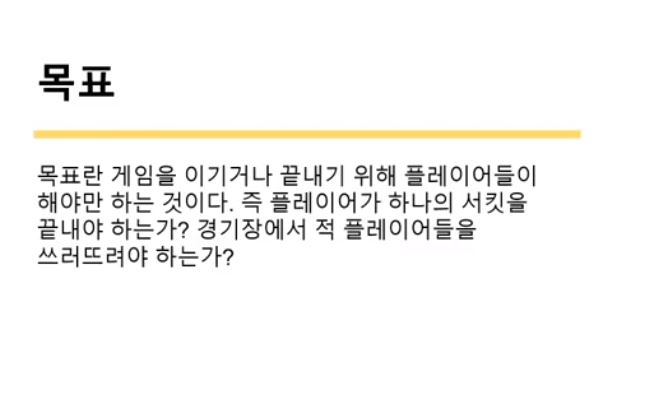 목표
목표란 게임을 이기거나 끝내기 위해 플레이어들이
해야만 하는 것이다. 즉 플레이어가 하나의 서킷을
끝내야 하는가? 경기장에서 적 플레이어들을
쓰러뜨려야 하는가?